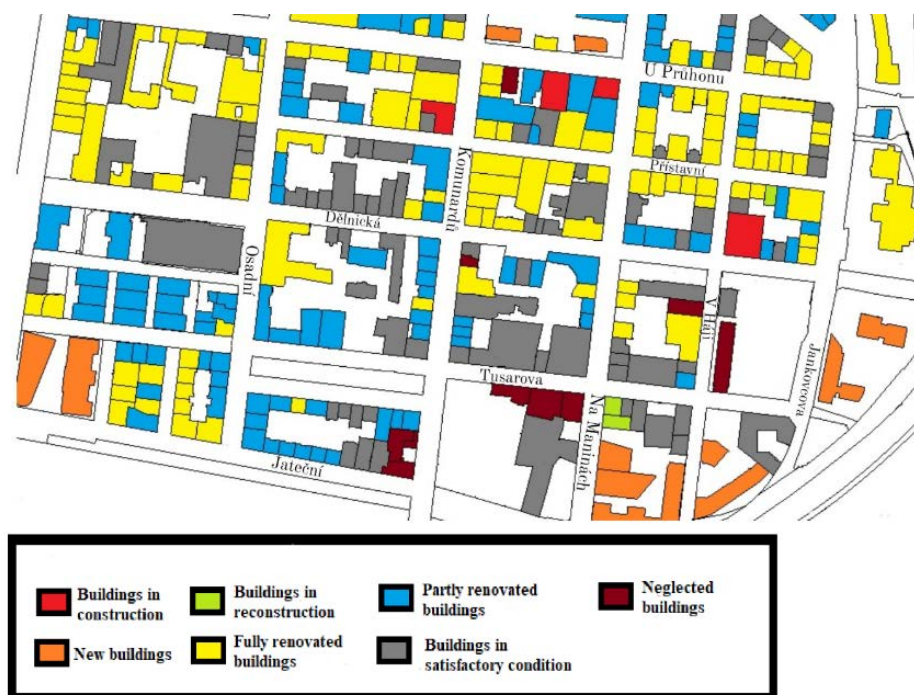 U Průhonu
Komunardů
Přístavní
Dělnická
Osadní
V Háji
Jankovcova
Tusarova
Na Maninách
Jateční
Buildings in
construction
Buildings in
reconstruction
Partly renovated
buildings
Neglected
buildings
New buildings
Fully renovated
buildings
Buildings in
satisfactory condition